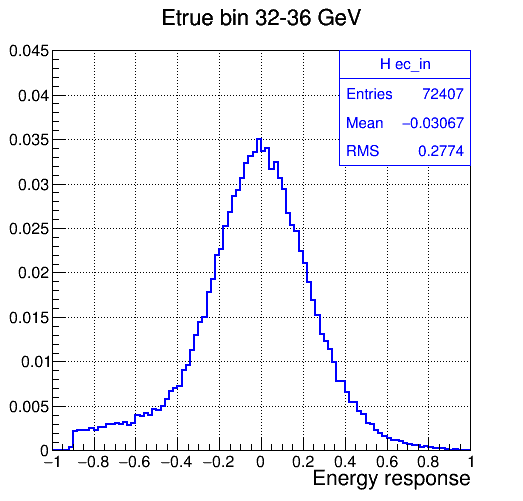 Etrue bin 32-36 GeV
H ec_in
Entries 72407
Mean −0.03067
RMS 0.2774
0.045
0.04
0.035
0.03
0.025
0.02
0.015
0.01
0.005
0
−1 −0.8 −0.6 −0.4 −0.2 0 0.2 0.4 0.6 0.8 1
Energy response